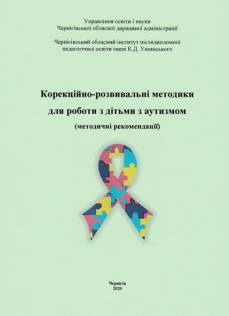 Управління освіти і науки
Чернігівської обласної державної адміністрації
Чернігівський обласний інститут післядипломної
педагогічної освіти імені К.Д. Ушинського
Корекційно-розвивальні методики
для роботи з дітьми з аутизмом
(методичні рекомендації)
Чернігів
2020